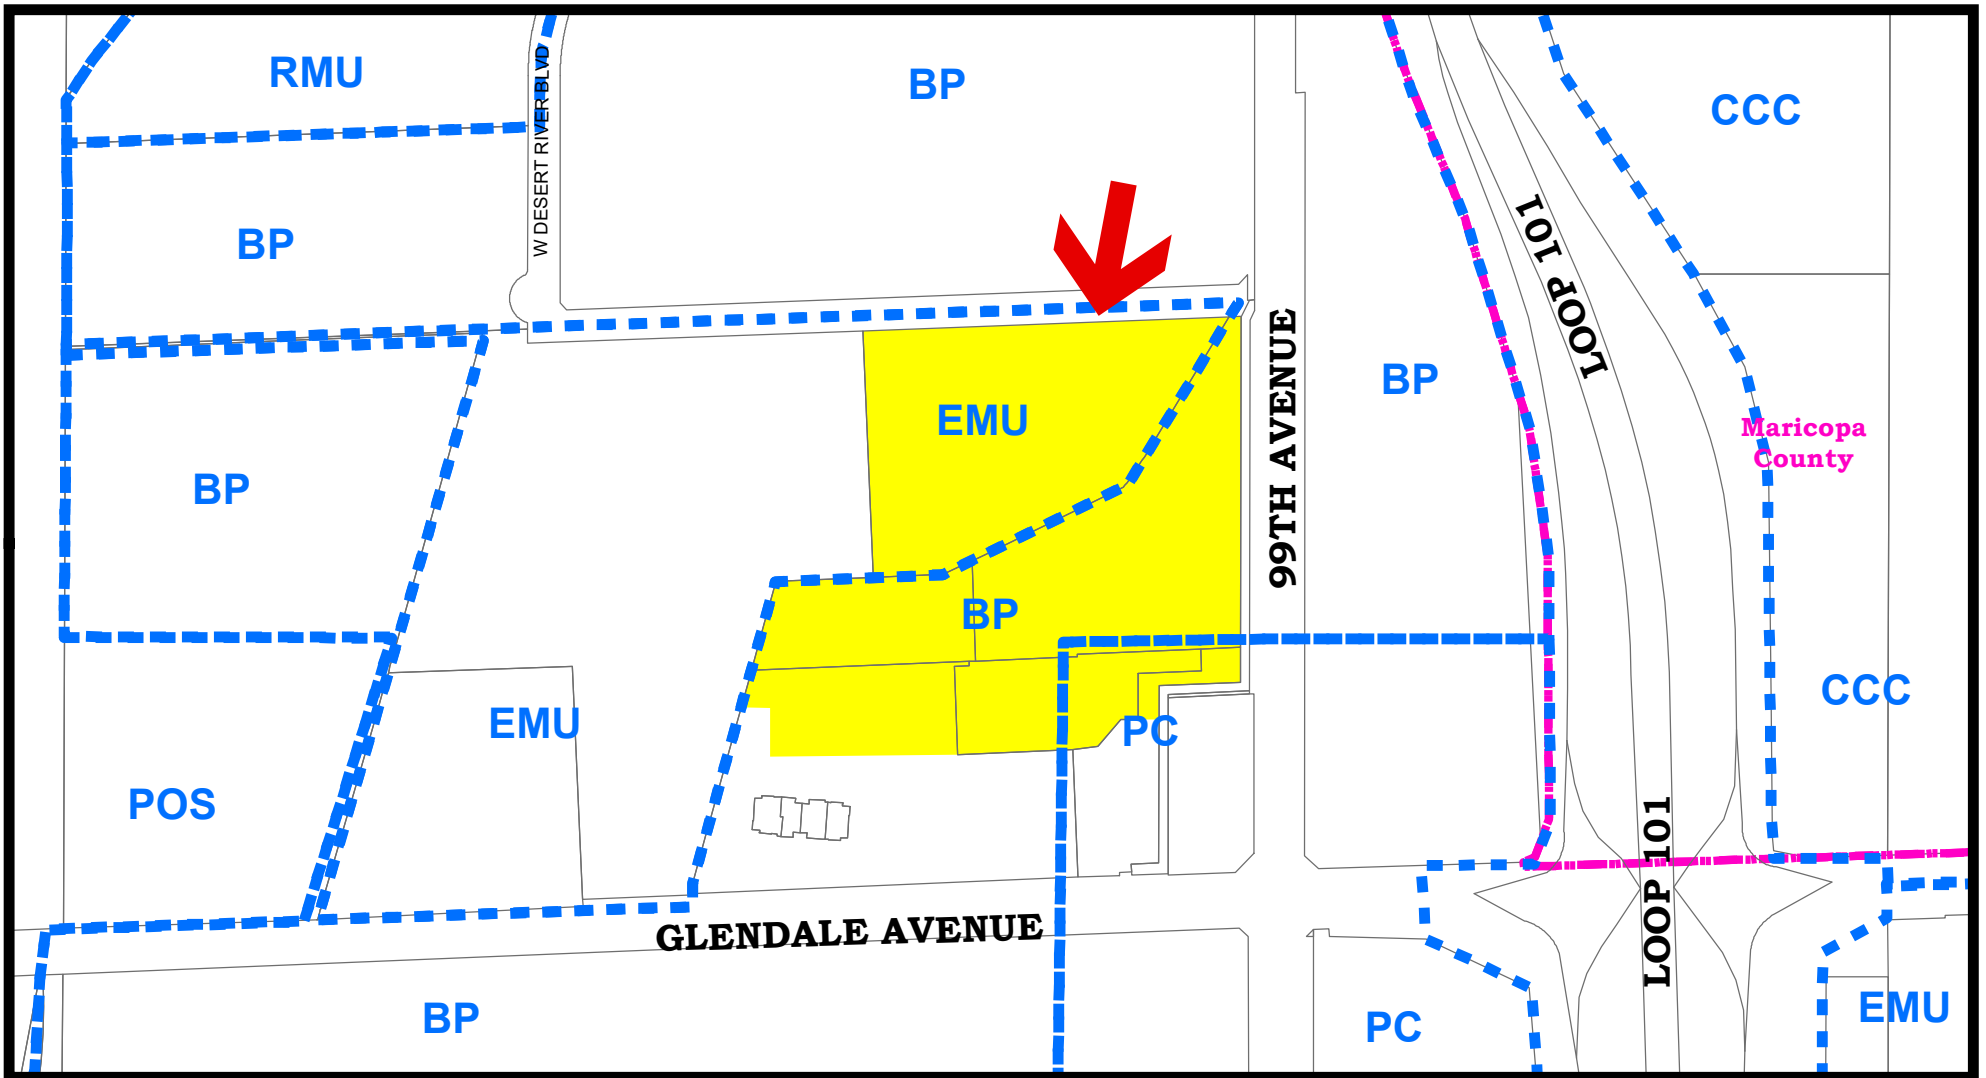 RMU
BP
CCC
W DESERT RIVER BLVD
BP
LOOP 101
99TH AVENUE
BP
EMU
Maricopa
County
BP
BP
CCC
EMU
PC
POS
LOOP 101
GLENDALE AVENUE
BP
PC
EMU